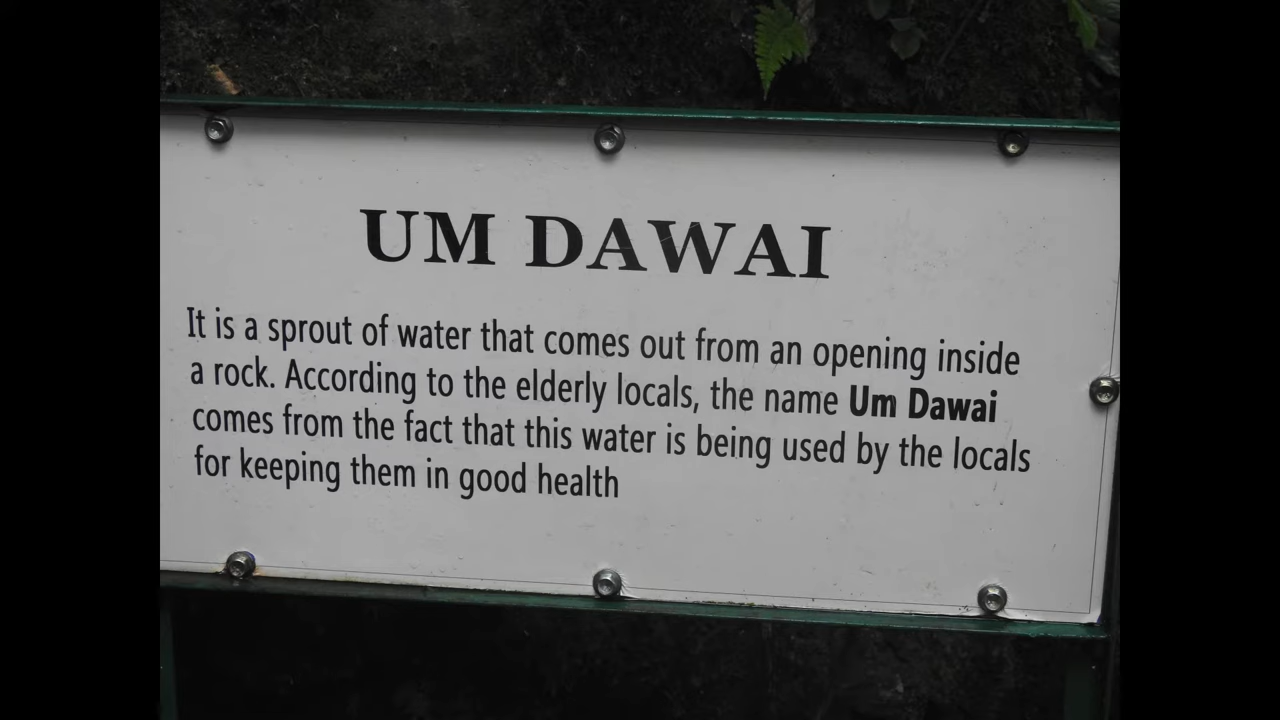 UM DAWAI
It is a sprout of water that comes out from an opening inside
a rock. According to the elderly locals, the name Um Dawai
comes from the fact that this water is being used by the locals
for keeping them in good health